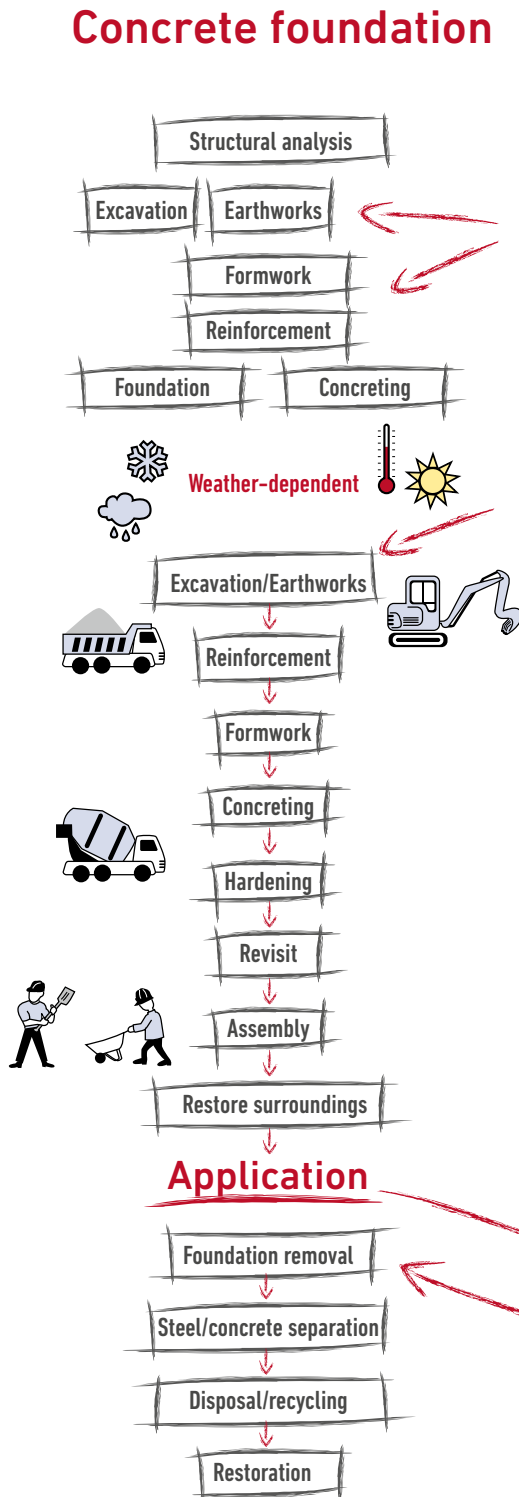 Concrete foundation
Structural analysis
Excavation Earthworks
Formwork
Reinforcement
Foundation Concreting
Weather-dependent
Excavation/Earthworks
Reinforcement
Formwork
Concreting
Hardening
Revisit
Assembly
Restore surroundings
Application
Foundation removal
Steel/concrete separation
Disposal/recycling
Restoration